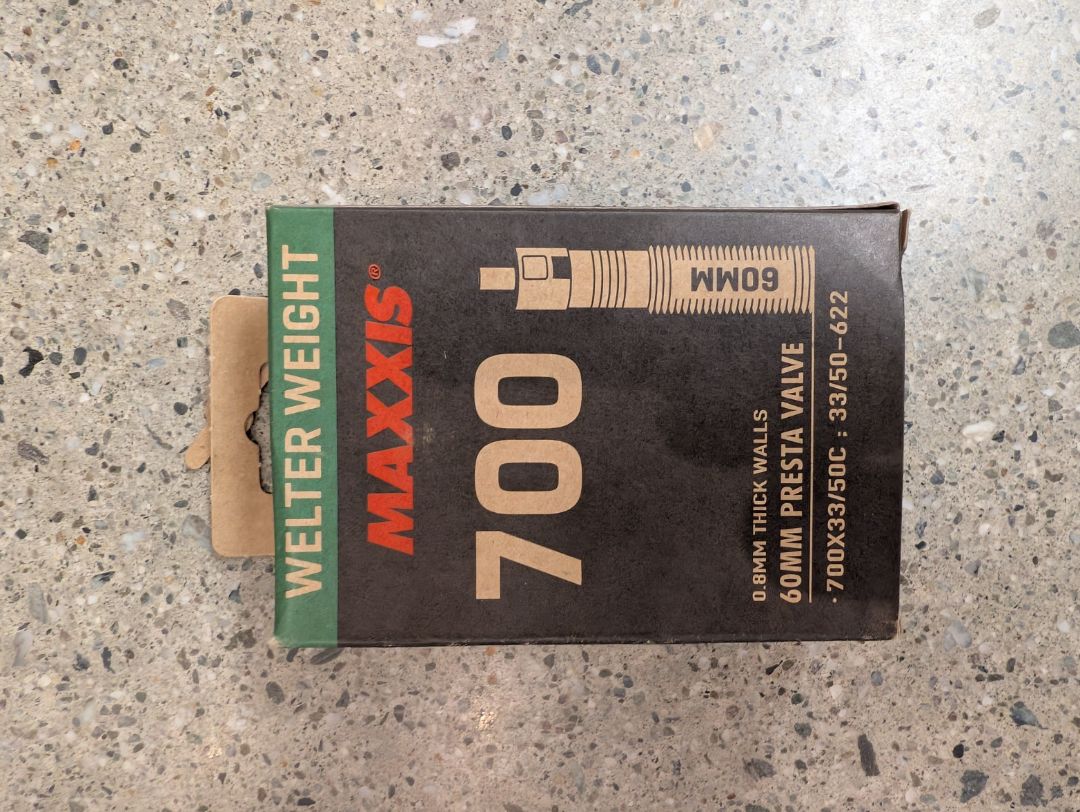 WELTER WEIGHT
MAXXIS®
700
60MM
0.8MM THICK WALLS
60MM PRESTA VALVE
· 700X33/50C : 33/50-622